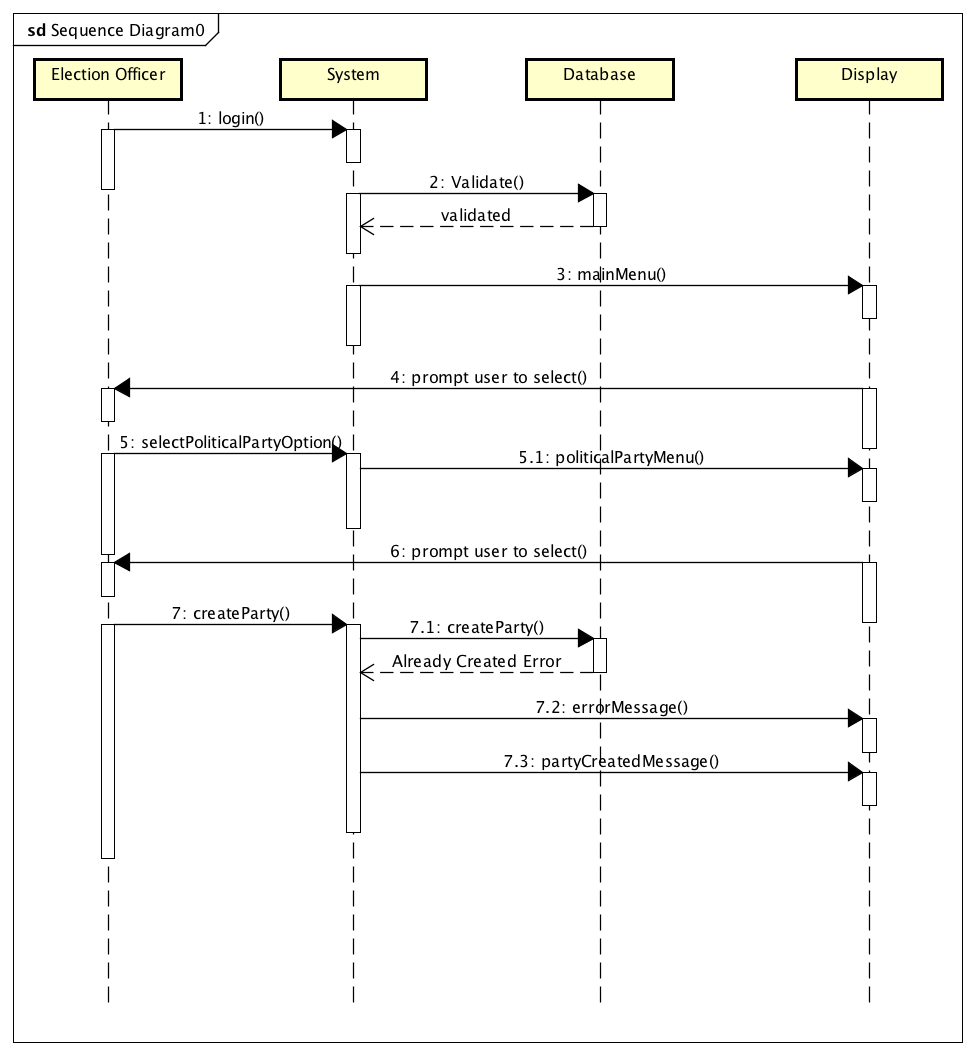 sd Sequence Diagram0
Election Officer
System
Database
Display
1: login()
2: Validate()
validated
3: mainMenu()
4: prompt user to select()
5: selectPoliticalPartyOption()
5.1: politicalPartyMenu()
6: prompt user to select()
7: createParty()
7.1: createParty()
Already Created Error
7.2: errorMessage()
7.3: partyCreatedMessage()